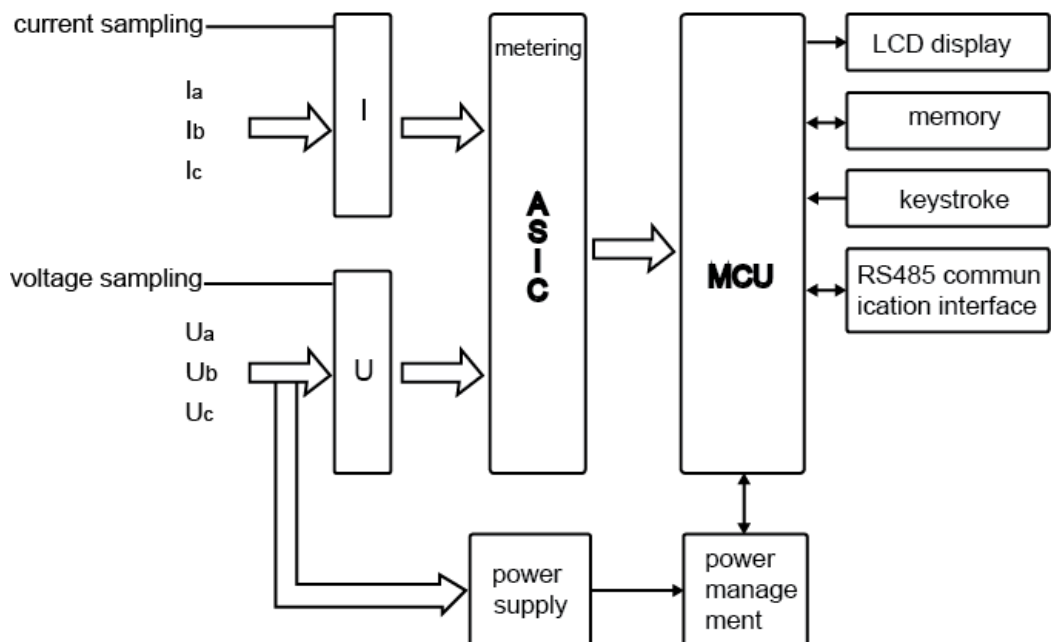 current sampling
Ia
Ib
Ic
I
metering
ASIC
MCU
LCD display
memory
keystroke
RS485 commun
ication interface
voltage sampling
Ua
Ub
Uc
U
power
supply
power
manage
ment